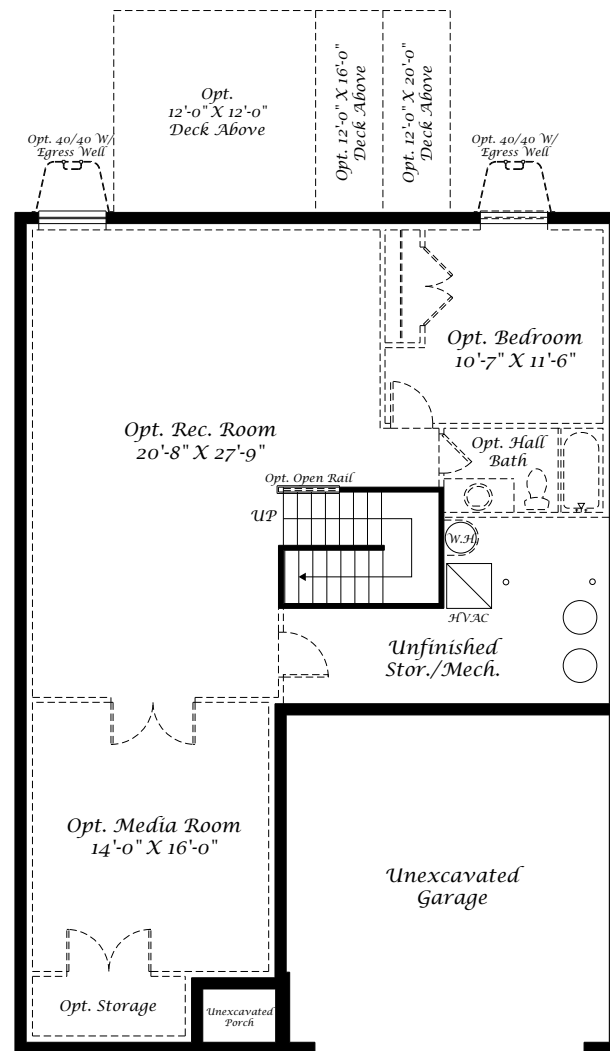 Opt.
12'-0" X 12'-0"
Deck Above
Opt. 12'-0" X 16'-0"
Deck Above
Opt. 12'-0" X 20'-0"
Deck Above
Opt. 40/40 W/
Egress Well
Opt. 40/40 W/
Egress Well
Opt. Bedroom
10'-7" X 11'-6"
Opt. Rec. Room
20'-8" X 27'-9"
Opt. Hall
Bath
Opt. Open Rail
UP
W.H
HVAC
Unfinished
Stor./Mech.
Opt. Media Room
14'-0" X 16'-0"
Unexcavated
Garage
Opt. Storage
Unexcavated
Porch